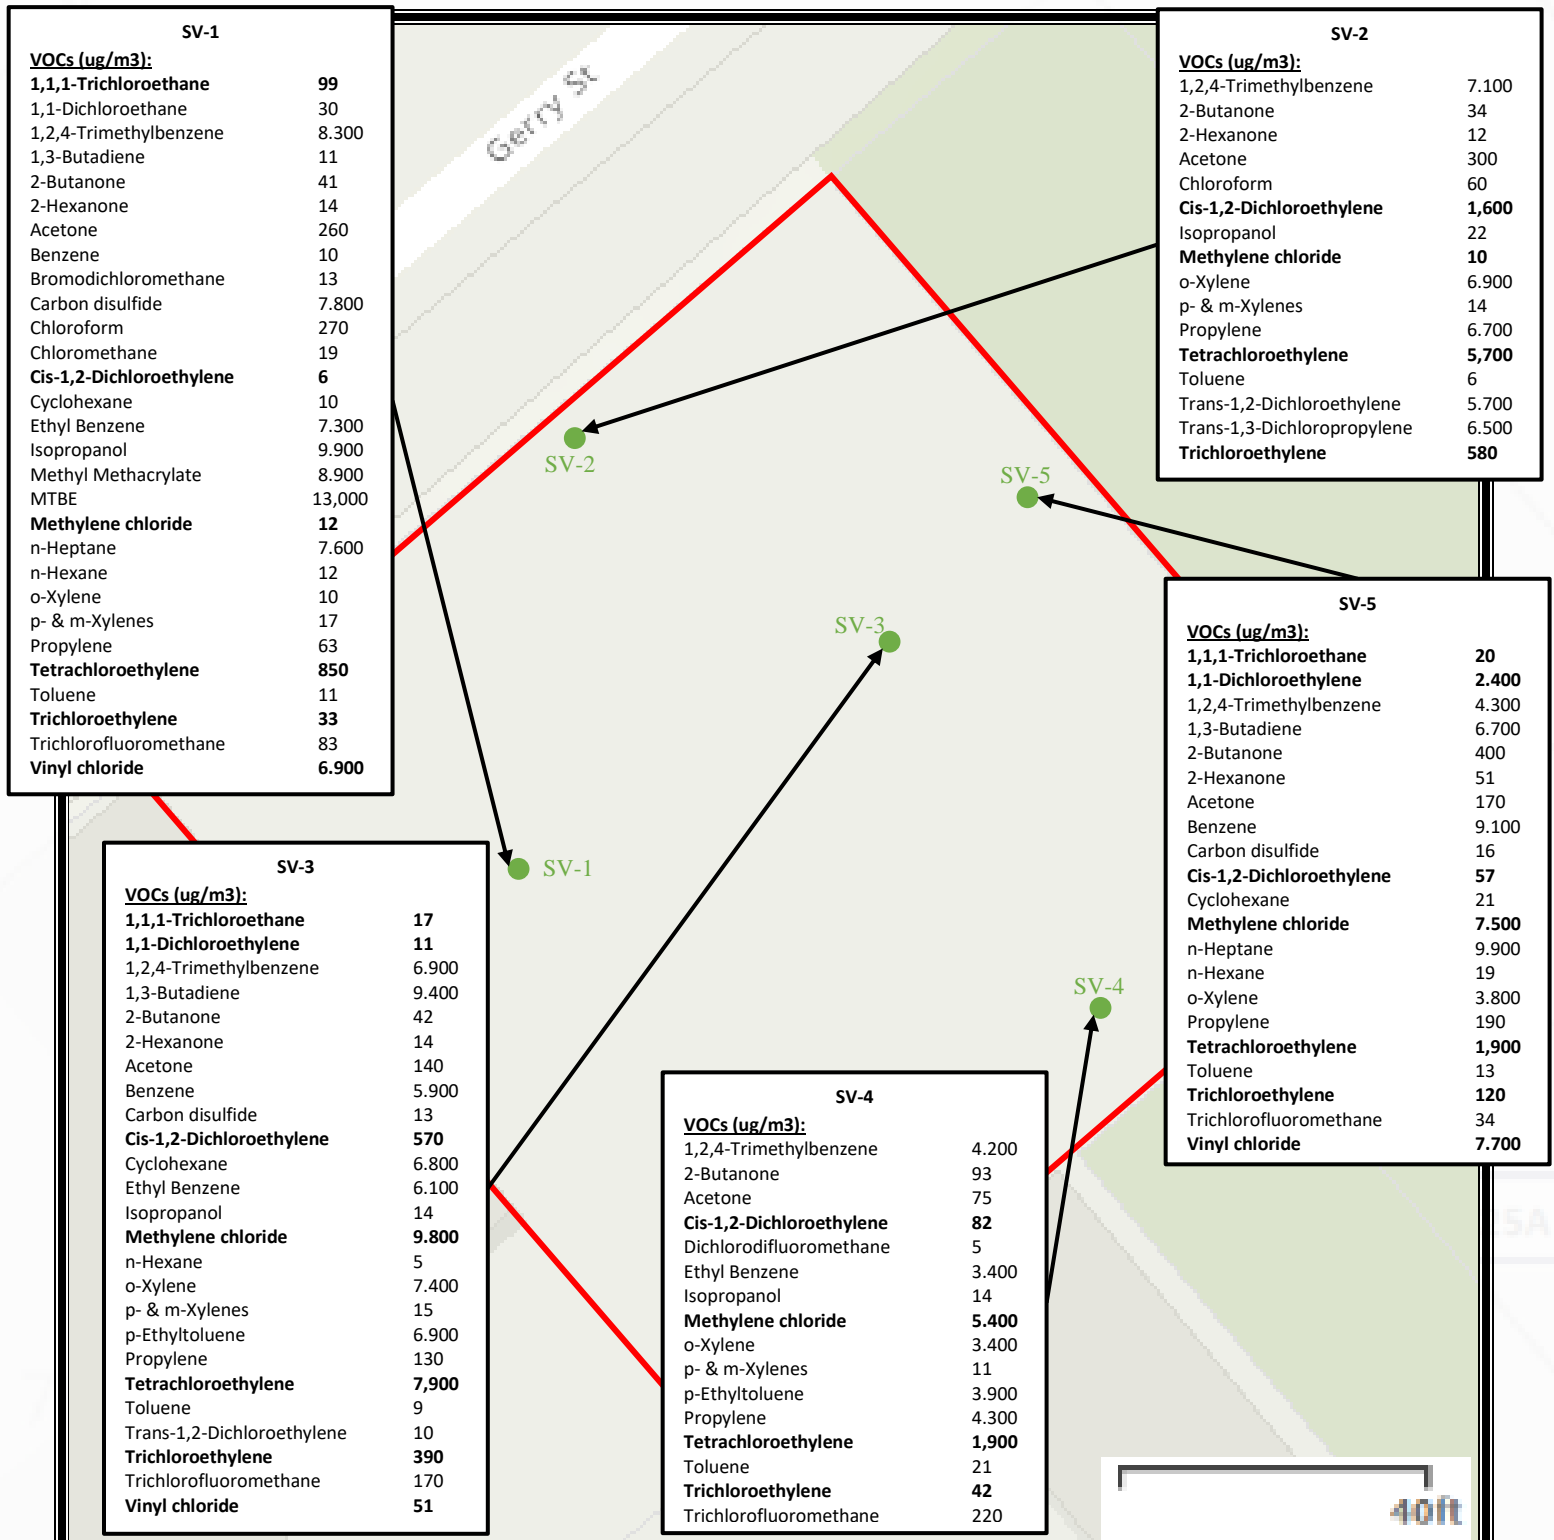 SV-1
VOCs (ug/m3):
1,1,1-Trichloroethane 99
1,1-Dichloroethane 30
1,2,4-Trimethylbenzene 8.300
1,3-Butadiene 11
2-Butanone 41
2-Hexanone 14
Acetone 260
Benzene 10
Bromodichloromethane 13
Carbon disulfide 7.800
Chloroform 270
Chloromethane 19
Cis-1,2-Dichloroethylene 6
Cyclohexane 10
Ethyl Benzene 7.300
Isopropanol 9.900
Methyl Methacrylate 8.900
MTBE 13,000
Methylene chloride 12
n-Heptane 7.600
n-Hexane 12
o-Xylene 10
p- & m-Xylenes 17
Propylene 63
Tetrachloroethylene 850
Toluene 11
Trichloroethylene 33
Trichlorofluoromethane 83
Vinyl chloride 6.900
Gerry St
SV-2
VOCs (ug/m3):
1,2,4-Trimethylbenzene 7.100
2-Butanone 34
2-Hexanone 12
Acetone 300
Chloroform 60
Cis-1,2-Dichloroethylene 1,600
Isopropanol 22
Methylene chloride 10
o-Xylene 6.900
p- & m-Xylenes 14
Propylene 6.700
Tetrachloroethylene 5,700
Toluene 6
Trans-1,2-Dichloroethylene 5.700
Trans-1,3-Dichloropropylene 6.500
Trichloroethylene 580
SV-2
SV-5
SV-3
SV-1
SV-4
SV-5
VOCs (ug/m3):
1,1,1-Trichloroethane 20
1,1-Dichloroethylene 2.400
1,2,4-Trimethylbenzene 4.300
1,3-Butadiene 6.700
2-Butanone 400
2-Hexanone 51
Acetone 170
Benzene 9.100
Carbon disulfide 16
Cis-1,2-Dichloroethylene 57
Cyclohexane 21
Methylene chloride 7.500
n-Heptane 9.900
n-Hexane 19
o-Xylene 3.800
Propylene 190
Tetrachloroethylene 1,900
Toluene 13
Trichloroethylene 120
Trichlorofluoromethane 34
Vinyl chloride 7.700
SV-3
VOCs (ug/m3):
1,1,1-Trichloroethane 17
1,1-Dichloroethylene 11
1,2,4-Trimethylbenzene 6.900
1,3-Butadiene 9.400
2-Butanone 42
2-Hexanone 14
Acetone 140
Benzene 5.900
Carbon disulfide 13
Cis-1,2-Dichloroethylene 570
Cyclohexane 6.800
Ethyl Benzene 6.100
Isopropanol 14
Methylene chloride 9.800
n-Hexane 5
o-Xylene 7.400
p- & m-Xylenes 15
p-Ethyltoluene 6.900
Propylene 130
Tetrachloroethylene 7,900
Toluene 9
Trans-1,2-Dichloroethylene 10
Trichloroethylene 390
Trichlorofluoromethane 170
Vinyl chloride 51
SV-4
VOCs (ug/m3):
1,2,4-Trimethylbenzene 4.200
2-Butanone 93
Acetone 75
Cis-1,2-Dichloroethylene 82
Dichlorodifluoromethane 5
Ethyl Benzene 3.400
Isopropanol 14
Methylene chloride 5.400
o-Xylene 3.400
p- & m-Xylenes 11
p-Ethyltoluene 3.900
Propylene 4.300
Tetrachloroethylene 1,900
Toluene 21
Trichloroethylene 42
Trichlorofluoromethane 220
40ft